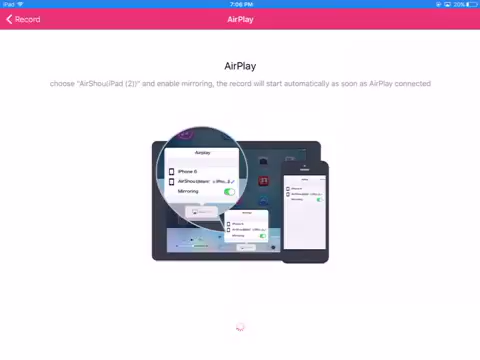 iPad 7:06 PM 20%
Record AirPlay
AirPlay
choose "AirShou(iPad (2))" and enable mirroring, the record will start automatically as soon as AirPlay connected
Airplay
iPhone 6
Mirroring